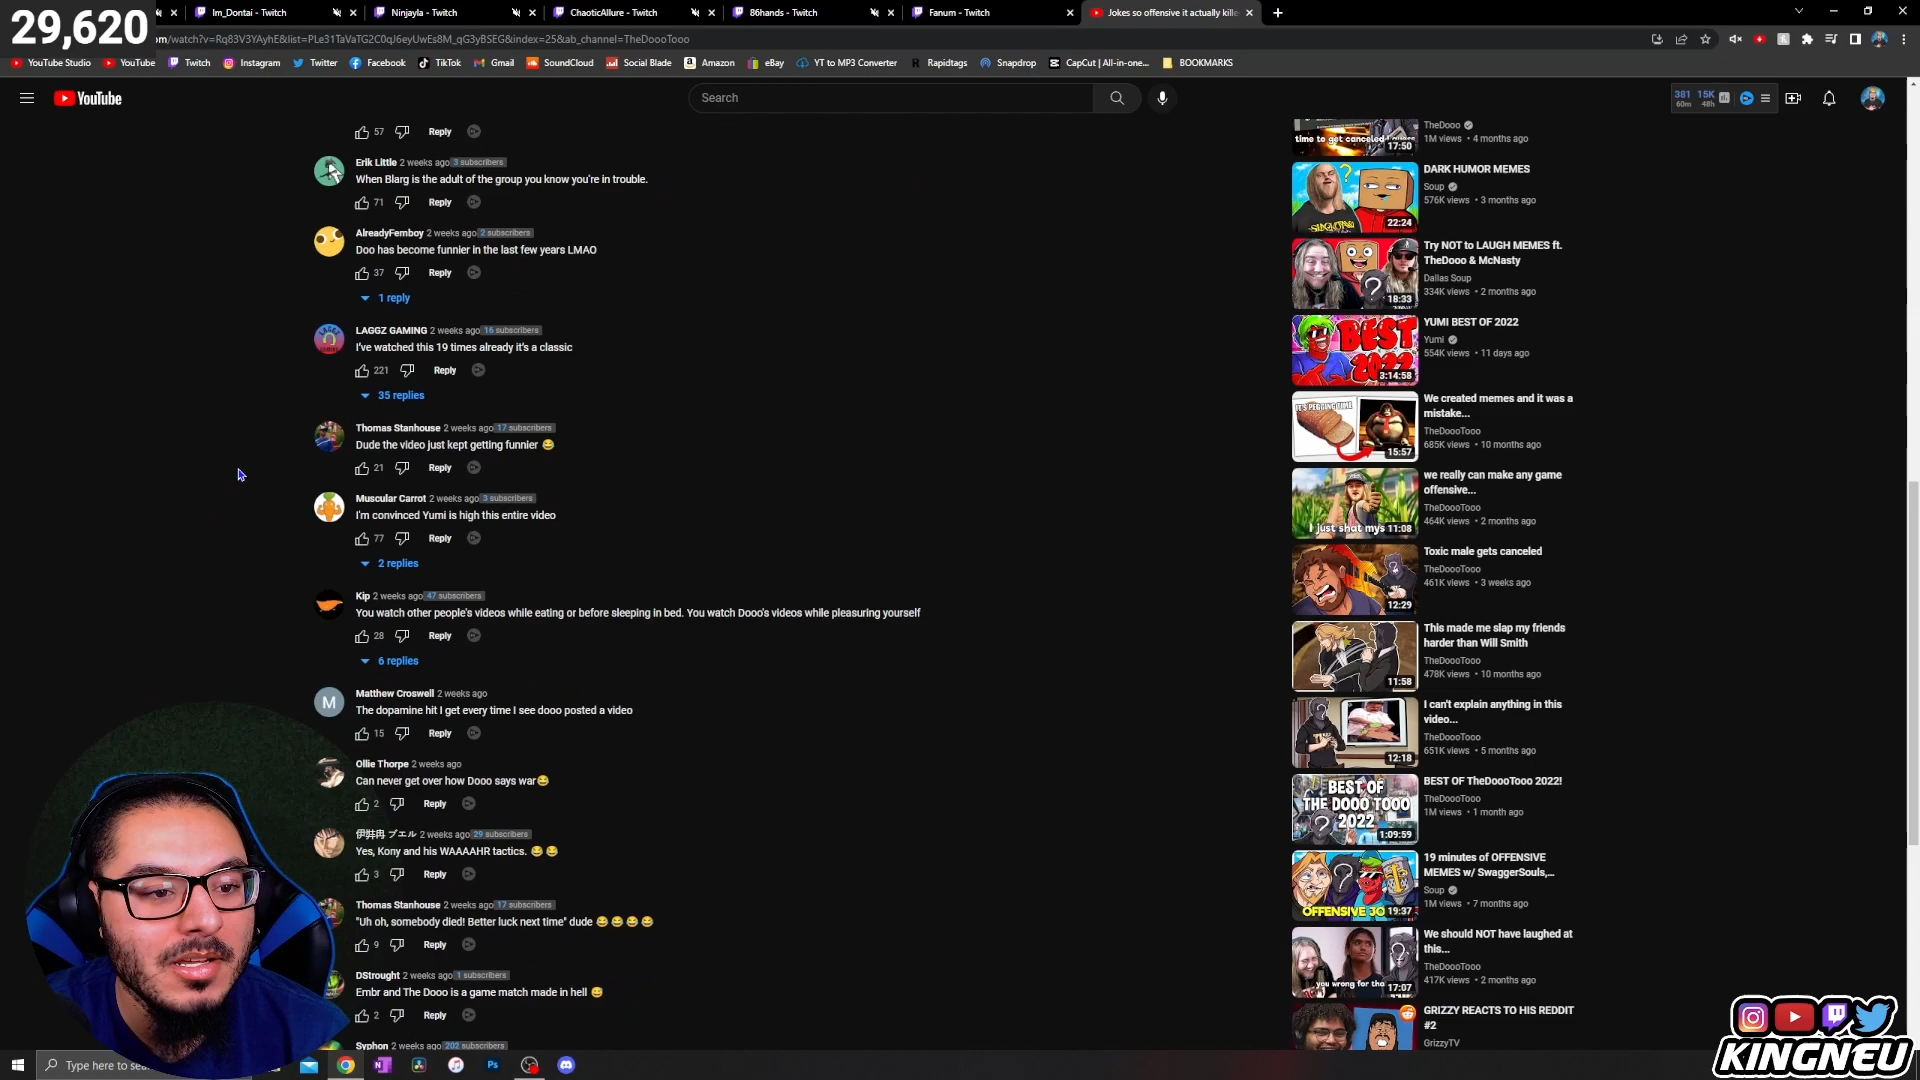 29,620
Im_Dontai - Twitch
Ninjayla - Twitch
ChaoticAllure - Twitch
86hands - Twitch
Fanum - Twitch
Jokes so offensive it actually kille
om/watch?v=Rq83V3YAyhE&list=PLe31TaVaTG2C0qJ6eyUwEs8M_qG3yBSEG&index=25&ab_channel=TheDoooTooo
YouTube Studio
YouTube
Twitch
Instagram
Twitter
Facebook
TikTok
Gmail
SoundCloud
Social Blade
Amazon
eBay
YT to MP3 Converter
Rapidtags
Snapdrop
CapCut | All-in-one...
BOOKMARKS
YouTube
Search
381 15K
60m 48h
57 Reply
Erik Little 2 weeks ago 3 subscribers
When Blarg is the adult of the group you know you're in trouble.
71 Reply
AlreadyFemboy 2 weeks ago 2 subscribers
Doo has become funnier in the last few years LMAO
37 Reply
1 reply
LAGGZ GAMING 2 weeks ago 16 subscribers
I've watched this 19 times already it's a classic
221 Reply
35 replies
Thomas Stanhouse 2 weeks ago 17 subscribers
Dude the video just kept getting funnier 😂
21 Reply
Muscular Carrot 2 weeks ago 3 subscribers
I'm convinced Yumi is high this entire video
77 Reply
2 replies
Kip 2 weeks ago 47 subscribers
You watch other people's videos while eating or before sleeping in bed. You watch Dooo's videos while pleasuring yourself
28 Reply
6 replies
M
Matthew Croswell 2 weeks ago
The dopamine hit I get every time I see dooo posted a video
15 Reply
Ollie Thorpe 2 weeks ago
Can never get over how Dooo says war😂
2 Reply
2 weeks ago 29 subscribers
Yes, Kony and his WAAAAHR tactics. 😂 😂
3 Reply
Thomas Stanhouse 2 weeks ago 17 subscribers
"Uh oh, somebody died! Better luck next time" dude 😂 😂 😂 😂
9 Reply
DStrought 2 weeks ago 1 subscribers
Embr and The Dooo is a game match made in hell 😅
2 Reply
Syphon 2 weeks ago 202 subscribers
time to get canceled
17:50
TheDooo
1M views • 4 months ago
22:24
DARK HUMOR MEMES
Soup
576K views • 3 months ago
18:33
Try NOT to LAUGH MEMES ft.
TheDooo & McNasty
Dallas Soup
334K views • 2 months ago
BEST
2022
3:14:58
YUMI BEST OF 2022
Yumi
554K views • 11 days ago
IT'S PEGGING TIME
15:57
We created memes and it was a
mistake...
TheDoooTooo
685K views • 10 months ago
I just shat mys
11:08
we really can make any game
offensive...
TheDoooTooo
464K views • 2 months ago
12:29
Toxic male gets canceled
TheDoooTooo
461K views • 3 weeks ago
11:58
This made me slap my friends
harder than Will Smith
TheDoooTooo
478K views • 10 months ago
12:18
I can't explain anything in this
video...
TheDoooTooo
651K views • 5 months ago
BEST OF
THE DOOO TOOO
2022
1:09:59
BEST OF TheDoooTooo 2022!
TheDoooTooo
1M views • 1 month ago
OFFENSIVE JO
19:37
19 minutes of OFFENSIVE
MEMES w/ SwaggerSouls,...
Soup
1M views • 7 months ago
you wrong for tha
17:07
We should NOT have laughed at
this...
TheDoooTooo
417K views • 2 months ago
GRIZZY REACTS TO HIS REDDIT
#2
GrizzyTV
Type here to sea
Ps
KINGNEU